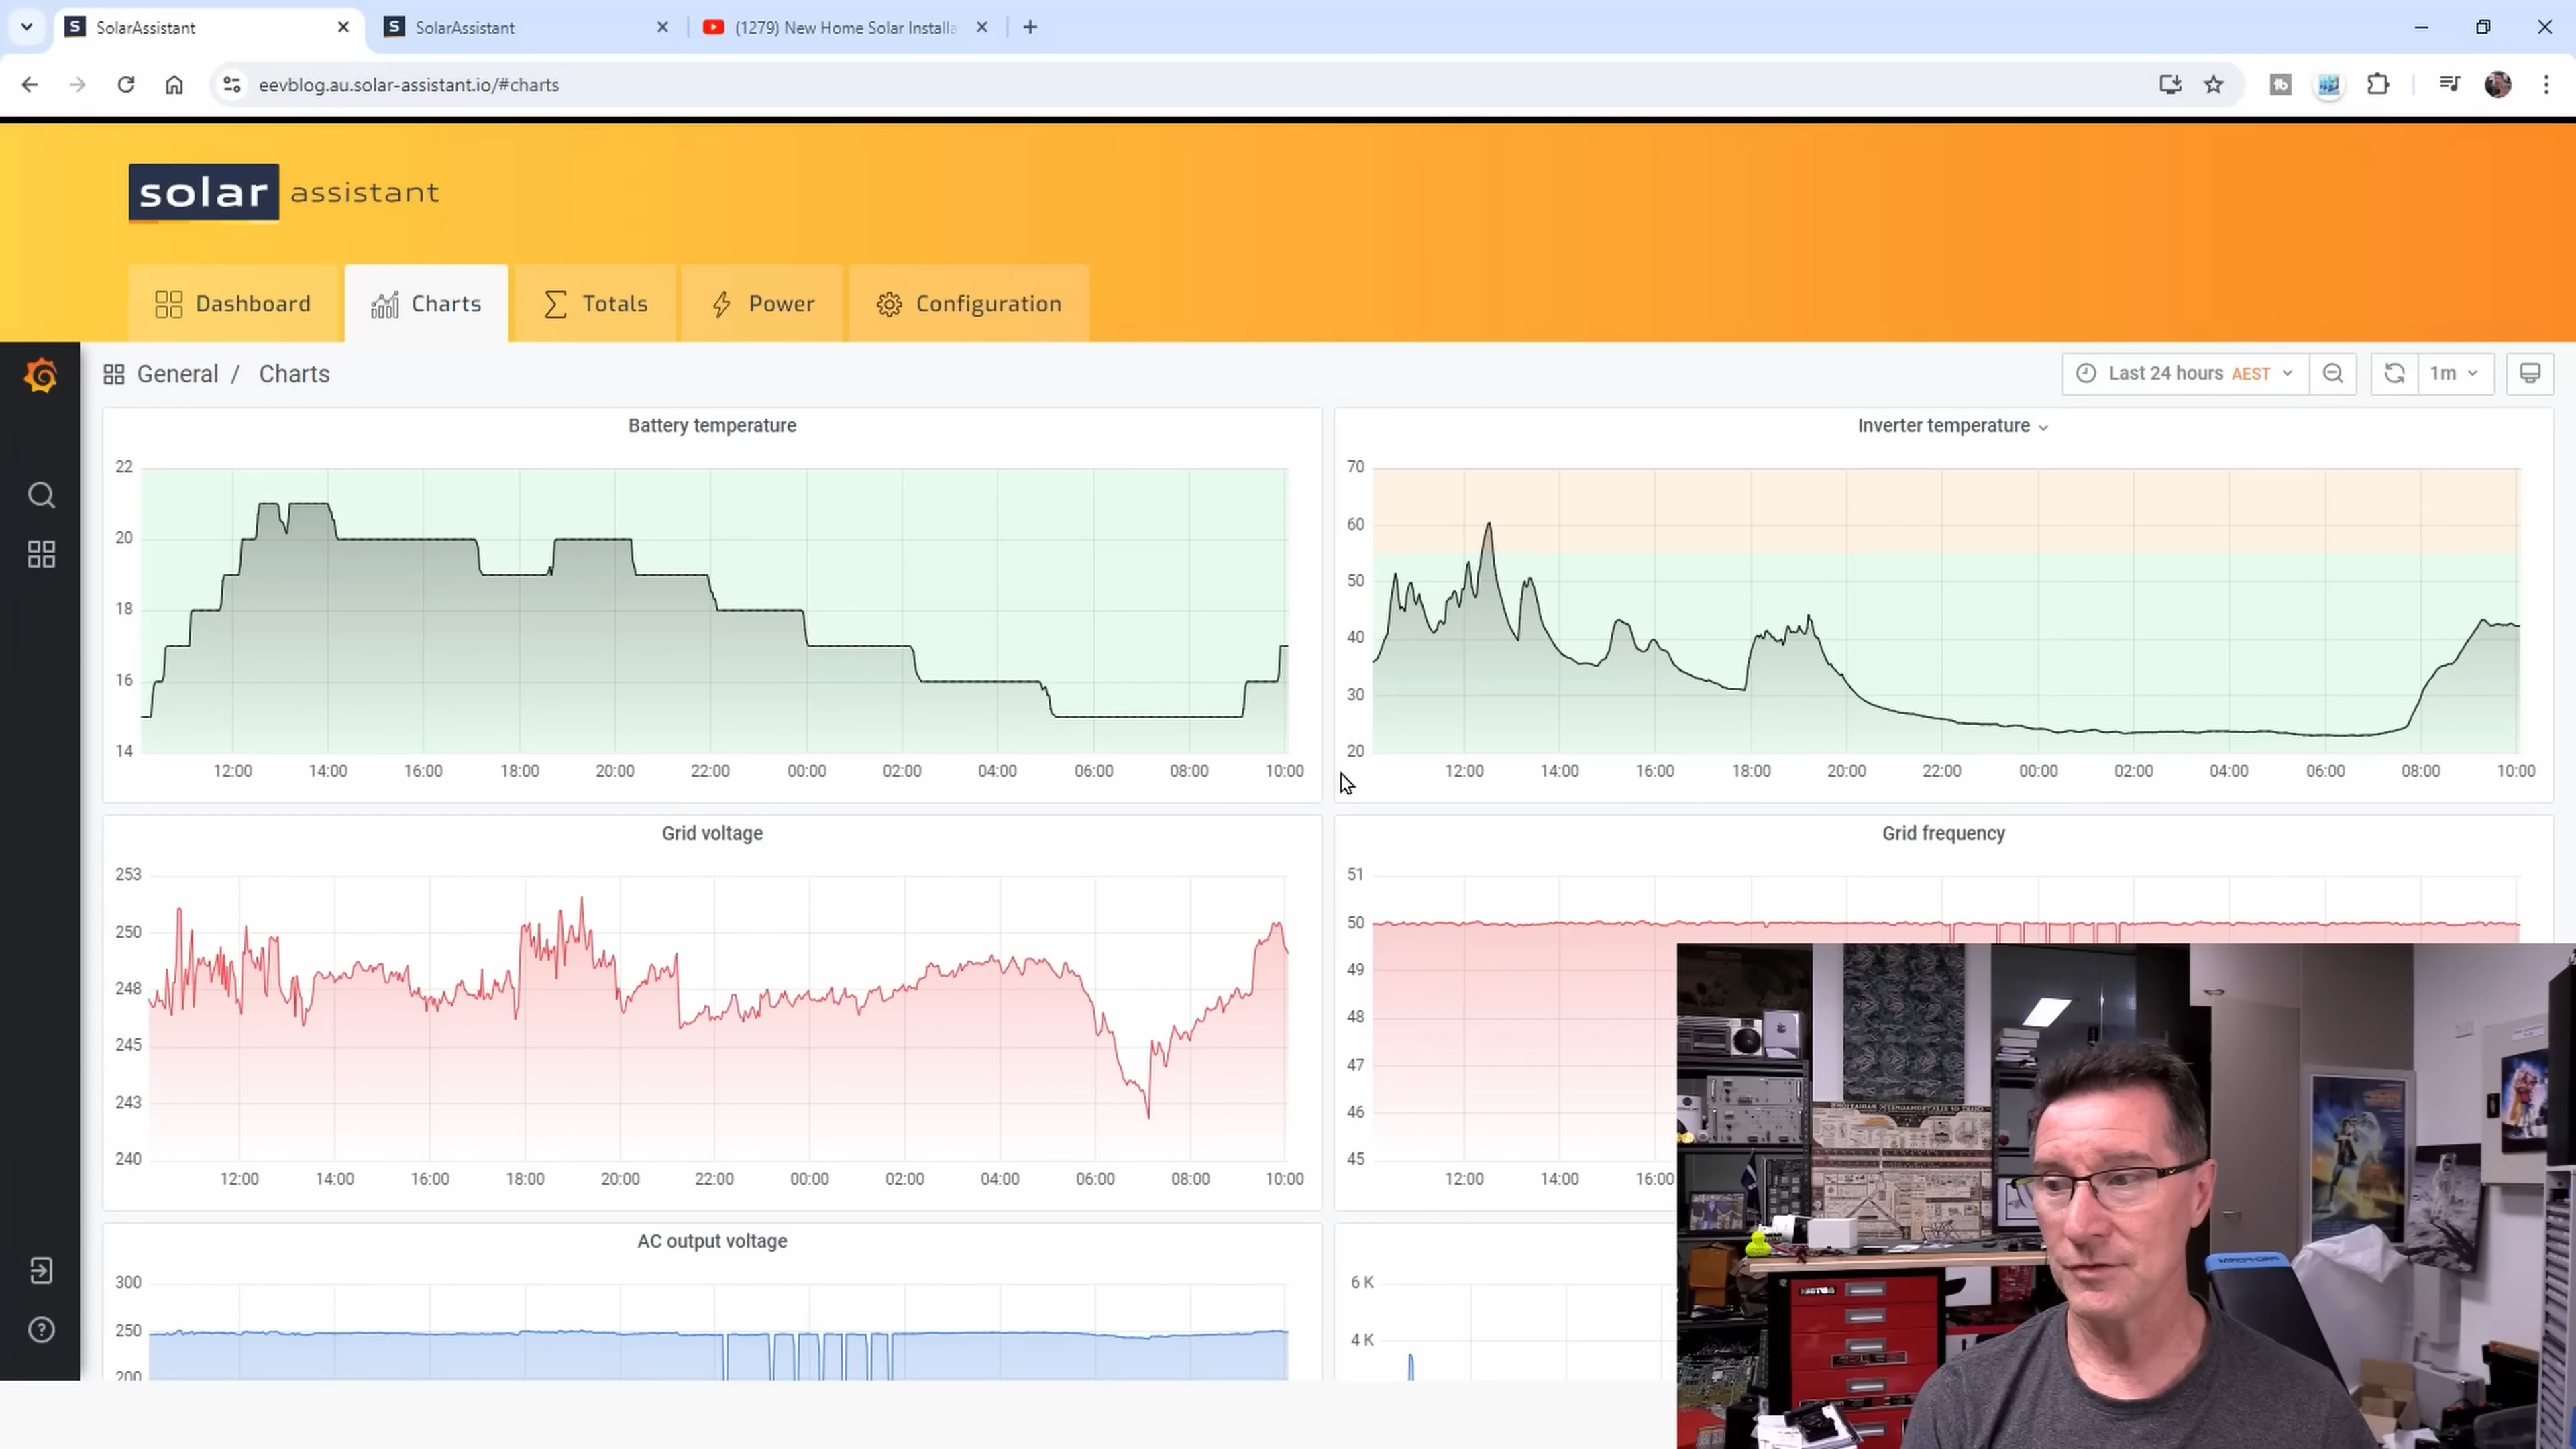 SolarAssistant
SolarAssistant
(1279) New Home Solar Installa
eevblog.au.solar-assistant.io/#charts
solar assistant
Dashboard
Charts
Totals
Power
Configuration
General / Charts
Last 24 hours AEST
1m
Battery temperature
22
20
18
16
14
12:00 14:00 16:00 18:00 20:00 22:00 00:00 02:00 04:00 06:00 08:00 10:00
Inverter temperature
70
60
50
40
30
20
12:00 14:00 16:00 18:00 20:00 22:00 00:00 02:00 04:00 06:00 08:00 10:00
Grid voltage
253
250
248
245
243
240
12:00 14:00 16:00 18:00 20:00 22:00 00:00 02:00 04:00 06:00 08:00 10:00
Grid frequency
51
50
49
48
47
46
45
12:00 14:00 16:00
AC output voltage
300
250
200
6 K
4 K